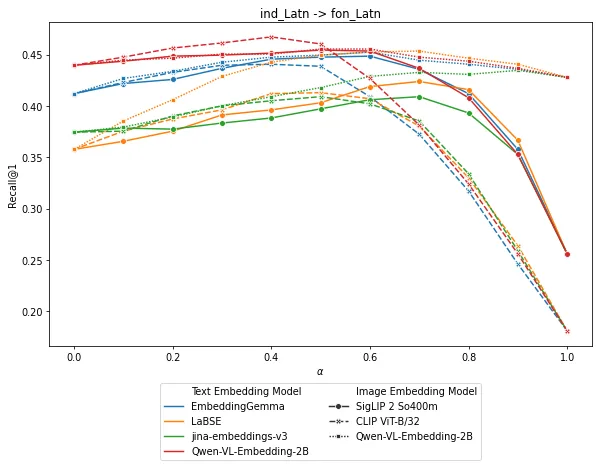 ind_Latn -> fon_Latn
Recall@1
0.45
0.40
0.35
0.30
0.25
0.20
0.0 0.2 0.4 0.6 0.8 1.0
α
Text Embedding Model Image Embedding Model
EmbeddingGemma SigLIP 2 So400m
LaBSE CLIP ViT-B/32
jina-embeddings-v3 Qwen-VL-Embedding-2B
Qwen-VL-Embedding-2B